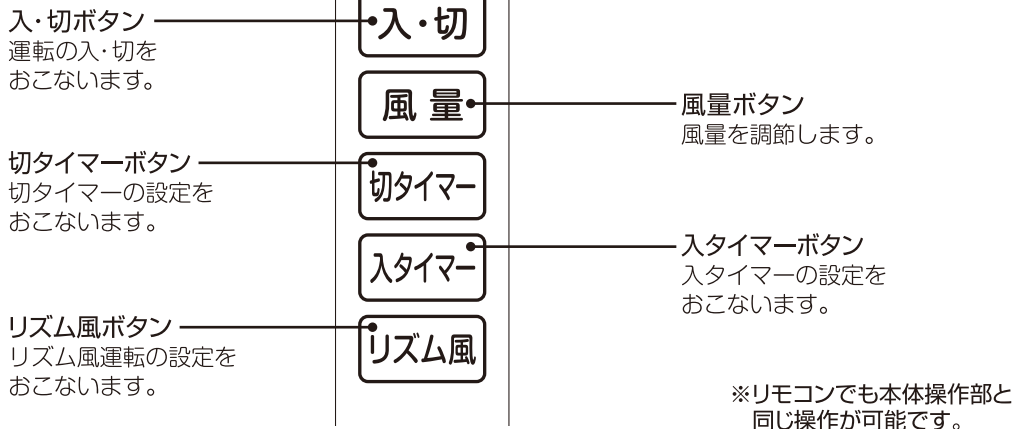 入・切ボタン
運転の入・切を
おこないます。
入・切
風量
風量ボタン
風量を調節します。
切タイマーボタン
切タイマーの設定を
おこないます。
切タイマー
入タイマー
入タイマーボタン
入タイマーの設定を
おこないます。
リズム風ボタン
リズム風運転の設定を
おこないます。
リズム風
※リモコンでも本体操作部と
同じ操作が可能です。